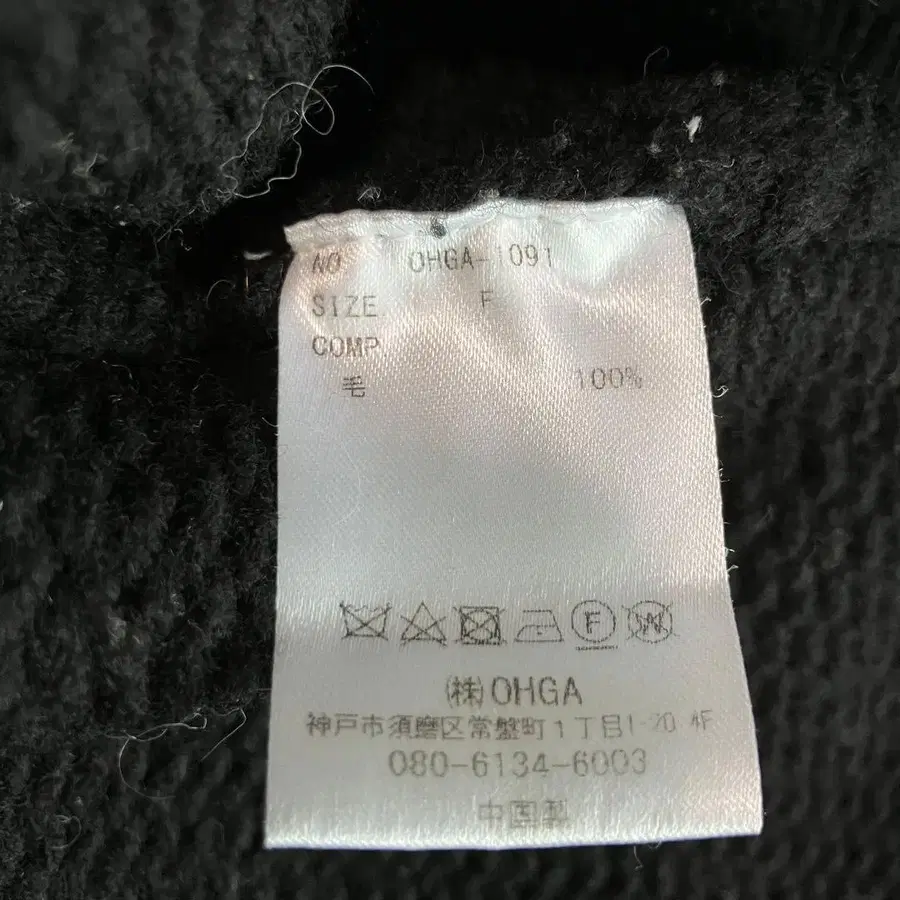 NO OHGA-1091
SIZE F
COMP
毛 100%
F W
(株)OHGA
神戸市須磨区常盤町1丁目1-20 4F
080-6134-6003
中国製